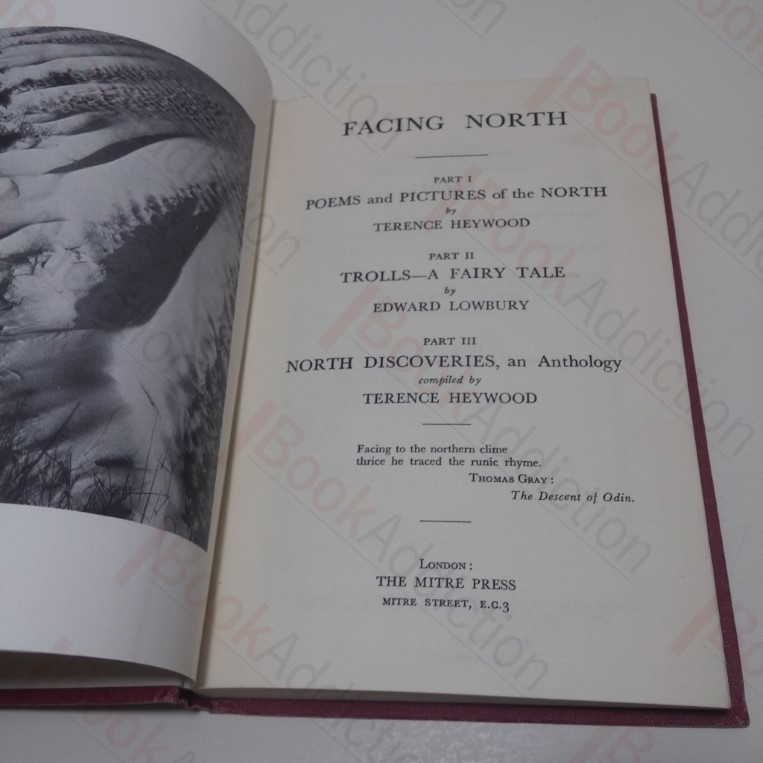 FACING NORTH
PART I
POEMS and PICTURES of the NORTH
by
TERENCE HEYWOOD
PART II
TROLLS—A FAIRY TALE
by
EDWARD LOWBURY
PART III
NORTH DISCOVERIES, an Anthology
compiled by
TERENCE HEYWOOD
Facing to the northern clime
thrice he traced the runic rhyme.
THOMAS GRAY:
The Descent of Odin.
LONDON:
THE MITRE PRESS
MITRE STREET, E.C.3
BookAddiction